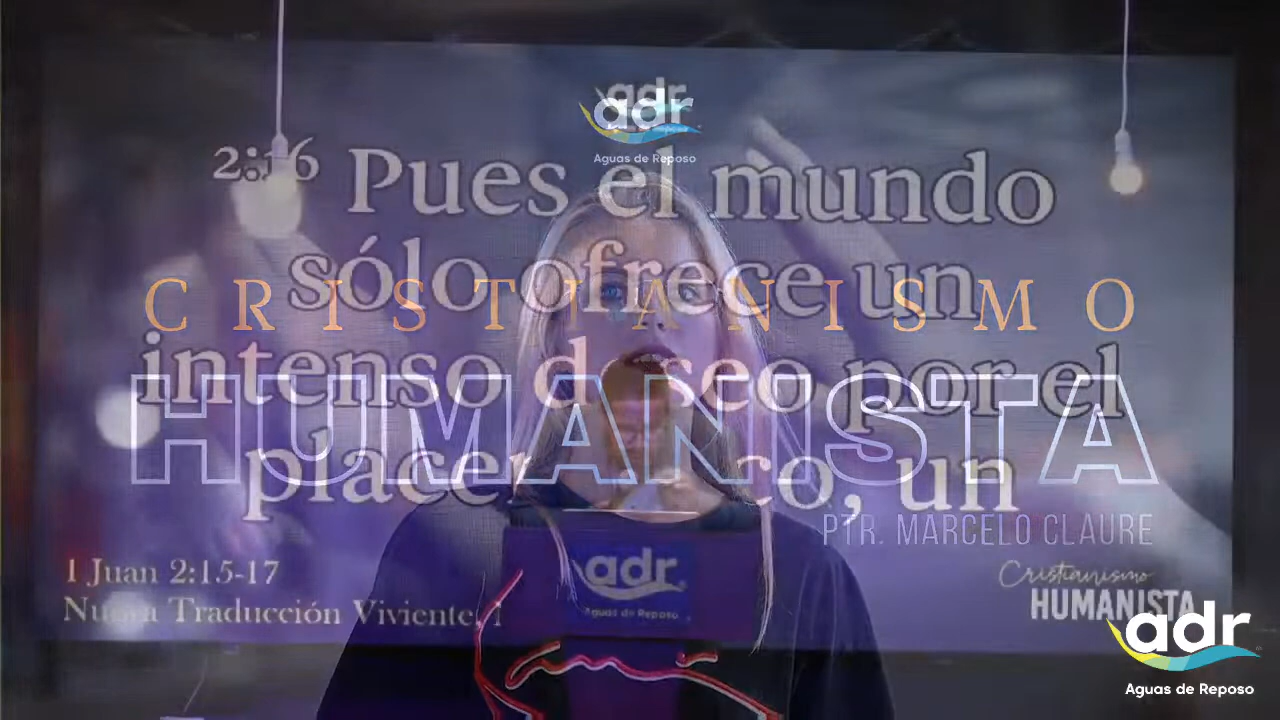 adr
Aguas de Reposo
2:16 Pues el mundo
sólo ofrece un
CRISTIANISMO
intenso deseo por el
HUMANISTA
un
PTR. MARCELO CLAURE
1 Juan 2:15-17
Nueva Traducción Viviente
adr
Aguas de Reposo
Cristianismo
HUMANISTA
adr
Aguas de Reposo